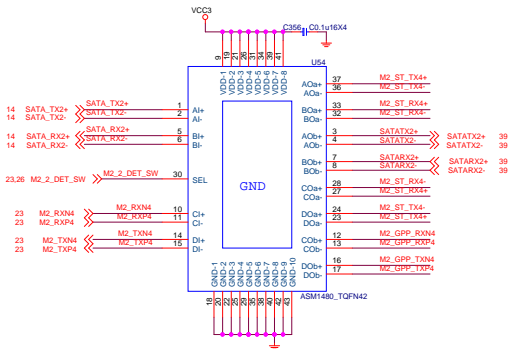 VCC3
C356 C0.1u16X4
9 19 21 26 31 34 39 41
VDD-1 VDD-2 VDD-3 VDD-4 VDD-5 VDD-6 VDD-7 VDD-8
U54
AOa+ 37 M2_ST_TX4+
AOa- 36 M2_ST_TX4-
14 SATA_TX2+ SATA_TX2+ 1 AI+
14 SATA_TX2- SATA_TX2- 2 AI-
BOa+ 33 M2_ST_RX4+
BOa- 32 M2_ST_RX4-
14 SATA_RX2+ SATA_RX2+ 5 BI+
14 SATA_RX2- SATA_RX2- 6 BI-
AOb+ 3 SATATX2+ SATATX2+ 39
AOb- 4 SATATX2- SATATX2- 39
BOb+ 7 SATARX2+ SATARX2+ 39
BOb- 8 SATARX2- SATARX2- 39
23,26 M2_2_DET_SW M2_2_DET_SW 30 SEL
GND
COa+ 28 M2_ST_RX4-
COa- 27 M2_ST_RX4+
23 M2_RXN4 M2_RXN4 10 CI+
23 M2_RXP4 M2_RXP4 11 CI-
DOa+ 24 M2_ST_TX4-
DOa- 23 M2_ST_TX4+
23 M2_TXN4 M2_TXN4 14 DI+
23 M2_TXP4 M2_TXP4 15 DI-
COb+ 12 M2_GPP_RXN4
COb- 13 M2_GPP_RXP4
DOb+ 16 M2_GPP_TXN4
DOb- 17 M2_GPP_TXP4
GND-1 GND-2 GND-3 GND-4 GND-5 GND-6 GND-7 GND-8 GND-9 GND-10
18 20 22 25 29 35 38 40 42 43
ASM1480_TQFN42